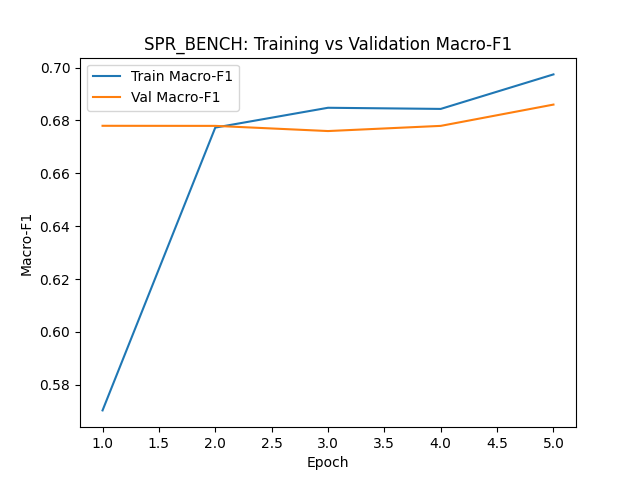 SPR_BENCH: Training vs Validation Macro-F1
Train Macro-F1
Val Macro-F1
Macro-F1
0.70
0.68
0.66
0.64
0.62
0.60
0.58
1.0 1.5 2.0 2.5 3.0 3.5 4.0 4.5 5.0
Epoch